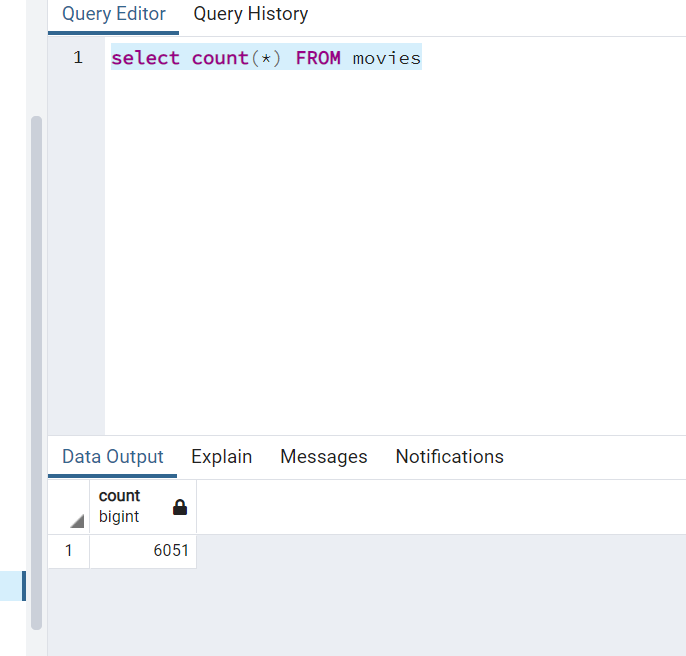 Query Editor Query History
1 select count(*) FROM movies
Data Output Explain Messages Notifications
count
bigint
1 6051